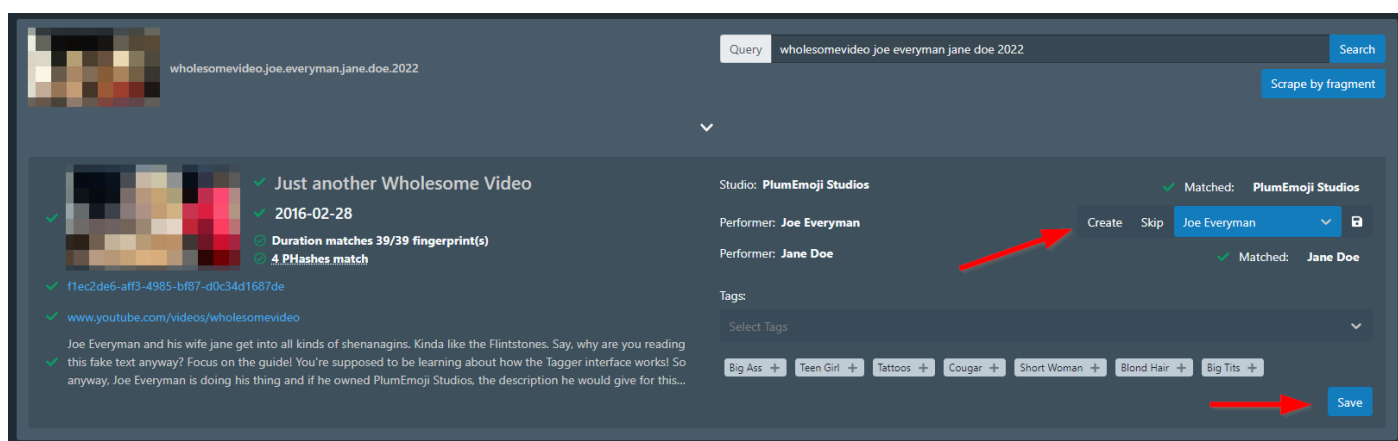 Query wholesomevideo joe everyman jane doe 2022 Search
wholesomevideo.joe.everyman.jane.doe.2022
Scrape by fragment
Just another Wholesome Video
2016-02-28
Duration matches 39/39 fingerprint(s)
4 PHashes match
f1ec2de6-aff3-4985-bf87-d0c34d1687de
www.youtube.com/videos/wholesomevideo
Joe Everyman and his wife jane get into all kinds of shenanagins. Kinda like the Flintstones. Say, why are you reading
this fake text anyway? Focus on the guide! You're supposed to be learning about how the Tagger interface works! So
anyway, Joe Everyman is doing his thing and if he owned PlumEmoji Studios, the description he would give for this...
Studio: PlumEmoji Studios Matched: PlumEmoji Studios
Performer: Joe Everyman Create Skip Joe Everyman
Performer: Jane Doe Matched: Jane Doe
Tags:
Select Tags
Big Ass + Teen Girl + Tattoos + Cougar + Short Woman + Blond Hair + Big Tits +
Save